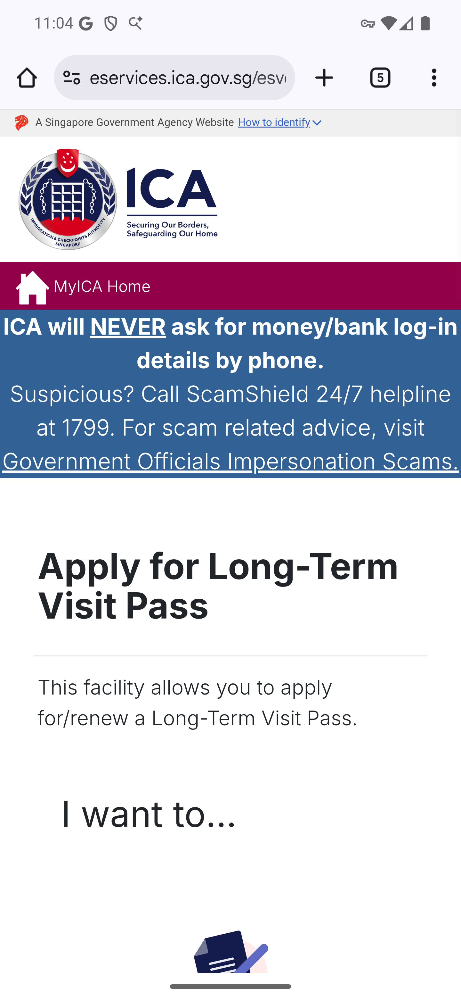 11:04
eservices.ica.gov.sg/esv
5
A Singapore Government Agency Website How to identify
ICA
Securing Our Borders,
Safeguarding Our Home
IMMIGRATION & CHECKPOINTS AUTHORITY
SINGAPORE
MyICA Home
ICA will NEVER ask for money/bank log-in
details by phone.
Suspicious? Call ScamShield 24/7 helpline
at 1799. For scam related advice, visit
Government Officials Impersonation Scams.
Apply for Long-Term
Visit Pass
This facility allows you to apply
for/renew a Long-Term Visit Pass.
I want to...